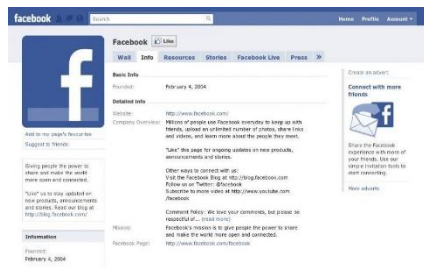 facebook
Search
Home Profile Account
Facebook Like
Wall Info Resources Stories Facebook Live Press »
Basic Info
Founded: February 4, 2004
Detailed Info
Website: http://www.facebook.com/
Company Overview: Millions of people use Facebook everyday to keep up with
friends, upload an unlimited number of photos, share links
and videos, and learn more about the people they meet.
"Like" this page for ongoing updates on new products,
announcements and stories.
Other ways to connect with us:
Visit the Facebook Blog at http://blog.facebook.com
Follow us on Twitter: @facebook
Subscribe to more video at http://www.youtube.com
/facebook
Comment Policy: We love your comments, but please be
respectful of... (read more)
Mission: Facebook's mission is to give people the power to share
and make the world more open and connected.
Facebook Page: http://www.facebook.com/facebook
Add to my page's favourites
Suggest to friends
Giving people the power to
share and make the world
more open and connected.
"Like" us to stay updated on
new products, announcements
and stories. Read our blog at
http://blog.facebook.com/
Information
Founded:
February 4, 2004
Create an advert
Connect with more
friends
Share the Facebook
experience with more of
your friends. Use our
simple invitation tools to
start connecting.
More adverts